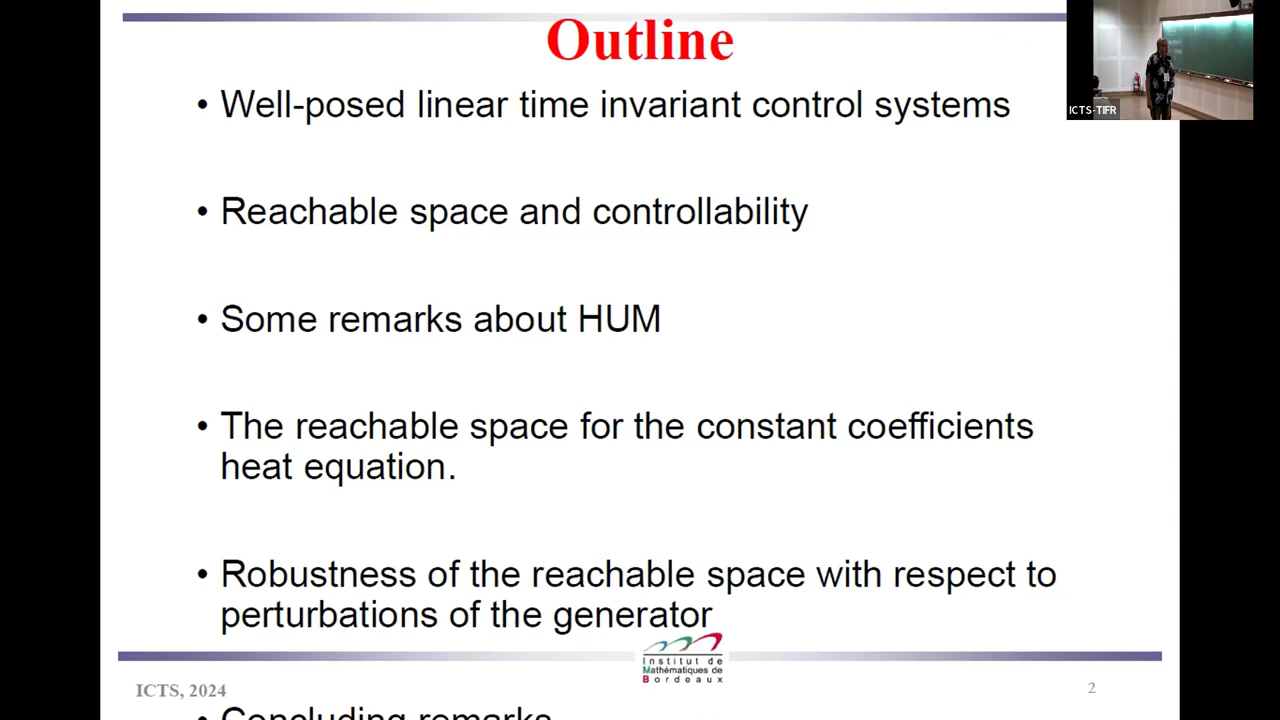 Outline
• Well-posed linear time invariant control systems
• Reachable space and controllability
• Some remarks about HUM
• The reachable space for the constant coefficients
heat equation.
• Robustness of the reachable space with respect to
perturbations of the generator
Institut de
Mathématiques de
Bordeaux
ICTS, 2024
2
• Concluding remarks
ICTS-TIFR